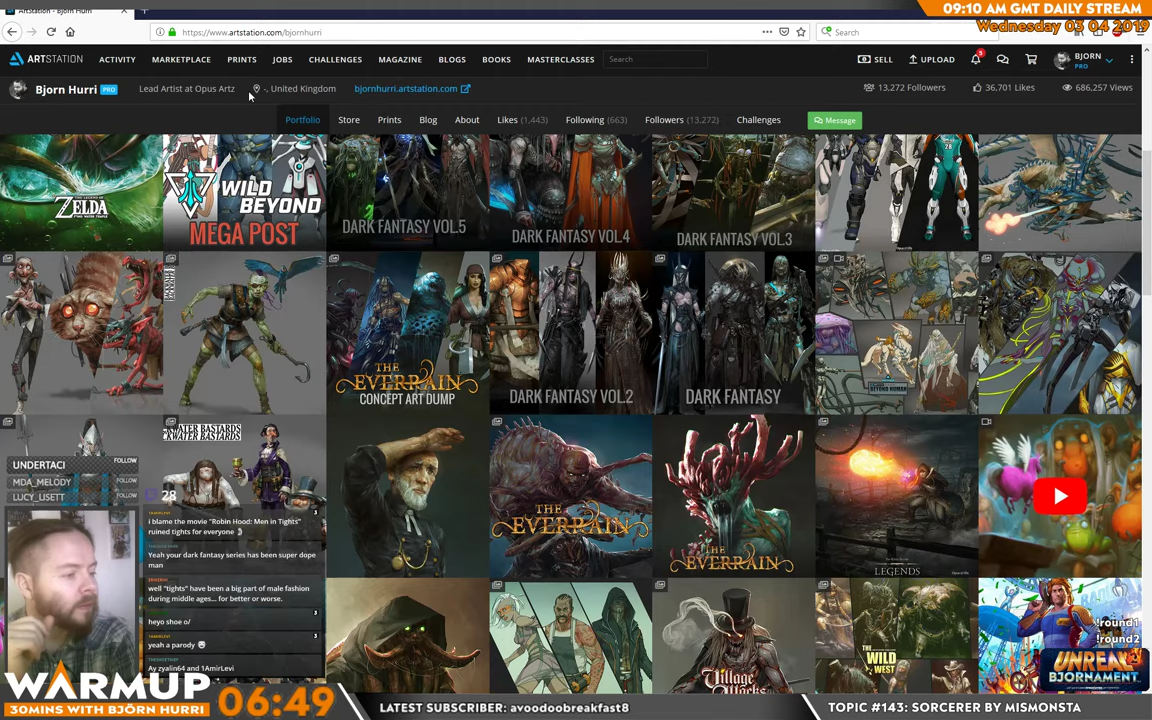 09:10 AM GMT DAILY STREAM
Wednesday 03 04 2019
ArtStation - Bjorn Hurri
https://www.artstation.com/bjornhurri
Search
ARTSTATION ACTIVITY MARKETPLACE PRINTS JOBS CHALLENGES MAGAZINE BLOGS BOOKS MASTERCLASSES Search SELL UPLOAD 5 BJORN PRO
Bjorn Hurri PRO Lead Artist at Opus Artz -, United Kingdom bjornhurri.artstation.com 13,272 Followers 36,701 Likes 686,257 Views
Portfolio Store Prints Blog About Likes (1,443) Following (663) Followers (13,272) Challenges Message
ZELDA
WILD BEYOND
MEGA POST
DARK FANTASY VOL.5
DARK FANTASY VOL.4
DARK FANTASY VOL.3
28
THE EVERRAIN
CONCEPT ART DUMP
DARK FANTASY VOL.2
DARK FANTASY
THE EVERRAIN
THE EVERRAIN
LEGENDS
THE WILD WEST
UNDERTACI FOLLOW
MDA_MELODY FOLLOW
LUCY_LISETT FOLLOW
28
i blame the movie "Robin Hood: Men in Tights"
ruined tights for everyone
Yeah your dark fantasy series has been super dope
man
well "tights" have been a big part of male fashion
during middle ages... for better or worse.
heyo shoe o/
yeah a parody
Ay zyalin64 and 1AmirLevi
!round1
!round2
UNREAL
BJORNAMENT
WARMUP
30MINS WITH BJÖRN HURRI
06:49
LATEST SUBSCRIBER: avoodoobreakfast8
TOPIC #143: SORCERER BY MISMONSTA